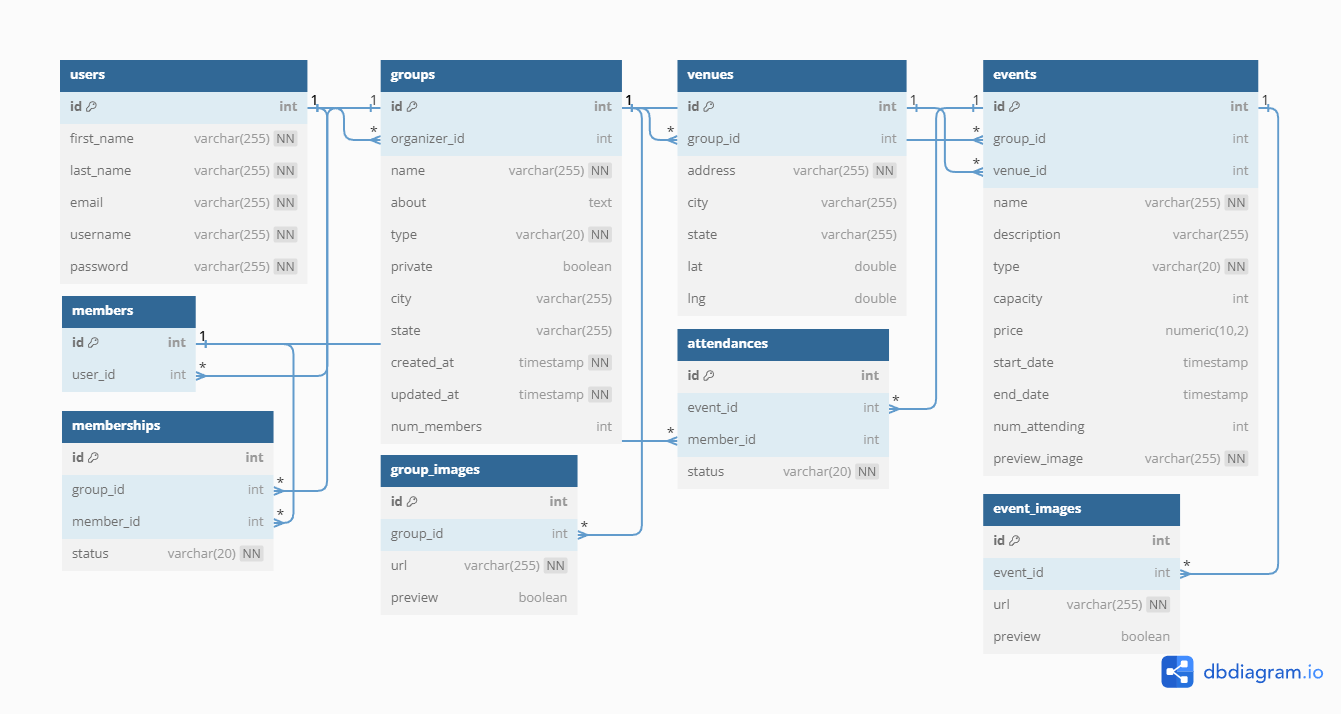 users
id int
first_name varchar(255) NN
last_name varchar(255) NN
email varchar(255) NN
username varchar(255) NN
password varchar(255) NN
members
id int
user_id int
memberships
id int
group_id int
member_id int
status varchar(20) NN
groups
id int
organizer_id int
name varchar(255) NN
about text
type varchar(20) NN
private boolean
city varchar(255)
state varchar(255)
created_at timestamp NN
updated_at timestamp NN
num_members int
group_images
id int
group_id int
url varchar(255) NN
preview boolean
venues
id int
group_id int
address varchar(255) NN
city varchar(255)
state varchar(255)
lat double
lng double
attendances
id int
event_id int
member_id int
status varchar(20) NN
events
id int
group_id int
venue_id int
name varchar(255) NN
description varchar(255)
type varchar(20) NN
capacity int
price numeric(10,2)
start_date timestamp
end_date timestamp
num_attending int
preview_image varchar(255) NN
event_images
id int
event_id int
url varchar(255) NN
preview boolean
1
1
*
1
*
1
1
*
*
1
1
*
*
*
*
*
*
*
dbdiagram.io